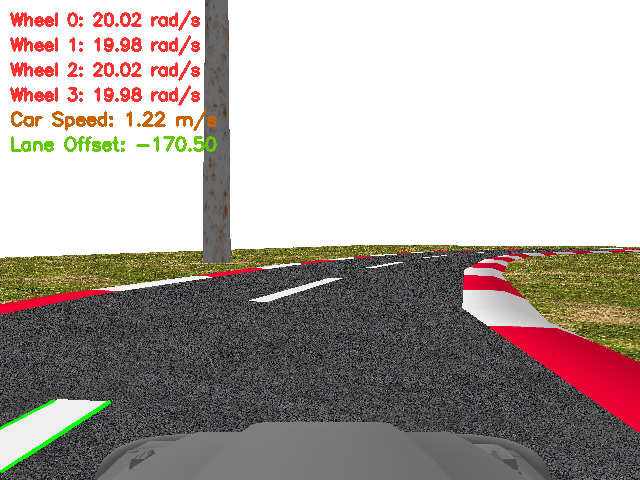 Wheel 0: 20.02 rad/s
Wheel 1: 19.98 rad/s
Wheel 2: 20.02 rad/s
Wheel 3: 19.98 rad/s
Car Speed: 1.22 m/s
Lane Offset: -170.50